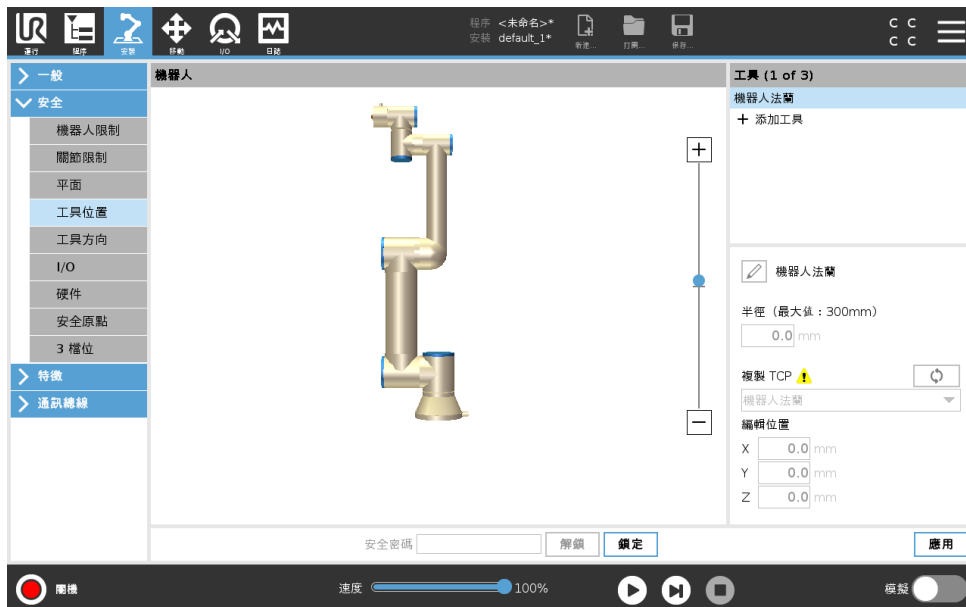 UR
運行
程序
安裝
移動
I/O
日誌
程序 <未命名>*
安裝 default_1*
新建...
打開...
保存...
C C
C C
一般
安全
機器人限制
關節限制
平面
工具位置
工具方向
I/O
硬件
安全原點
3 檔位
特徵
通訊總線
機器人
工具 (1 of 3)
機器人法蘭
+ 添加工具
機器人法蘭
半徑（最大值：300mm）
0.0 mm
複製 TCP
機器人法蘭
編輯位置
X 0.0 mm
Y 0.0 mm
Z 0.0 mm
安全密碼
解鎖
鎖定
應用
關機
速度
100%
模擬